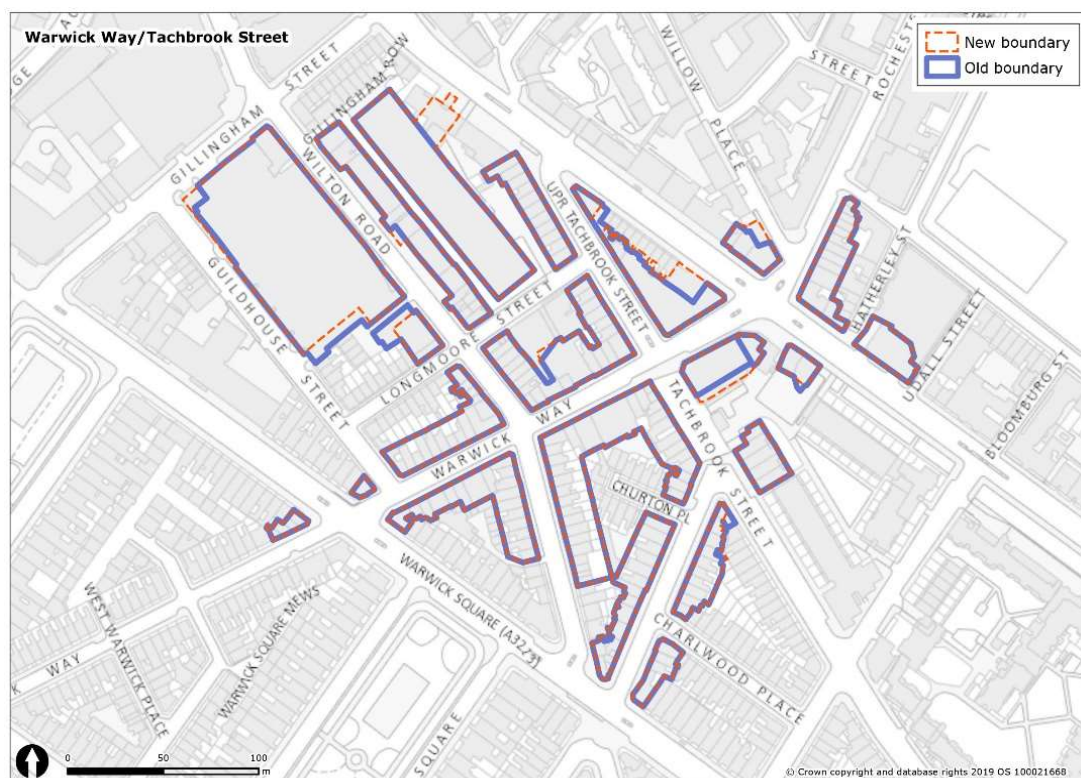 Warwick Way/Tachbrook Street
New boundary
Old boundary
GILLINGHAM
STREET
GILLINGHAM ROW
WILTON ROAD
GUILDHOUSE
STREET
LONGMOORE
STREET
UPR TACHBROOK STREET
WILLOW
PLACE
STREET
ROCHESTE
HATHERLEY ST
UDALL STREET
BLOOMBURG ST
WARWICK
WAY
TACHBROOK
STREET
CHURTON PL
CHARLWOOD PLACE
WARWICK SQUARE (A3273)
SQUARE
WARWICK SQUARE MEWS
WEST WARWICK PLACE
K
WAY
0 50 100
m
© Crown copyright and database rights 2019 OS 100021668